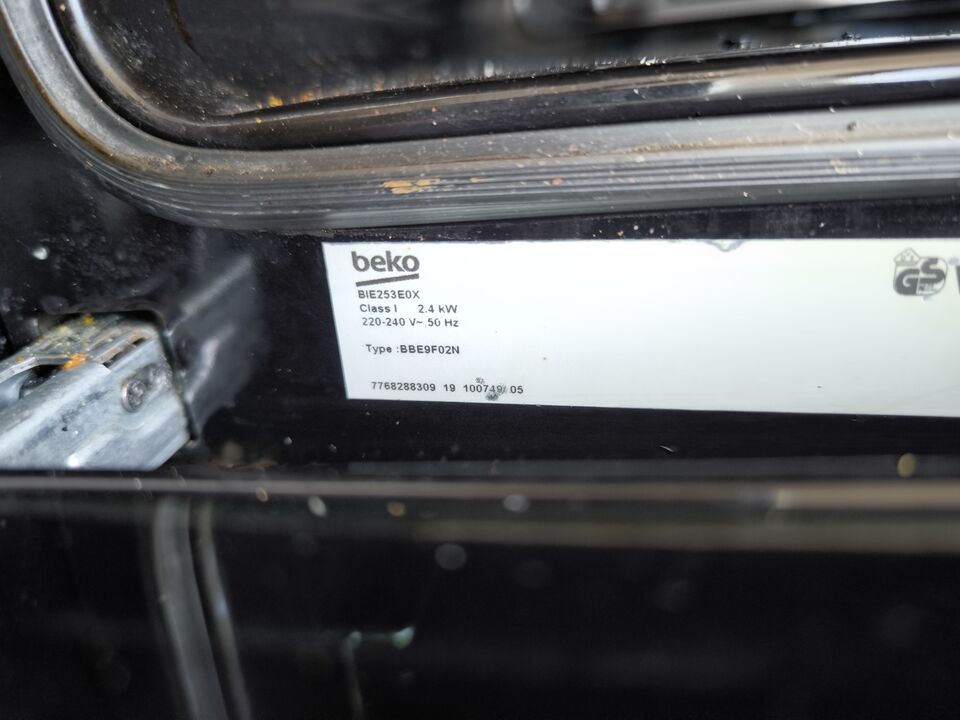 beko
BIE253E0X
Class I 2.4 kW
220-240 V~ 50 Hz
Type :BBE9F02N
7768288309 19 100749/ 05
GS